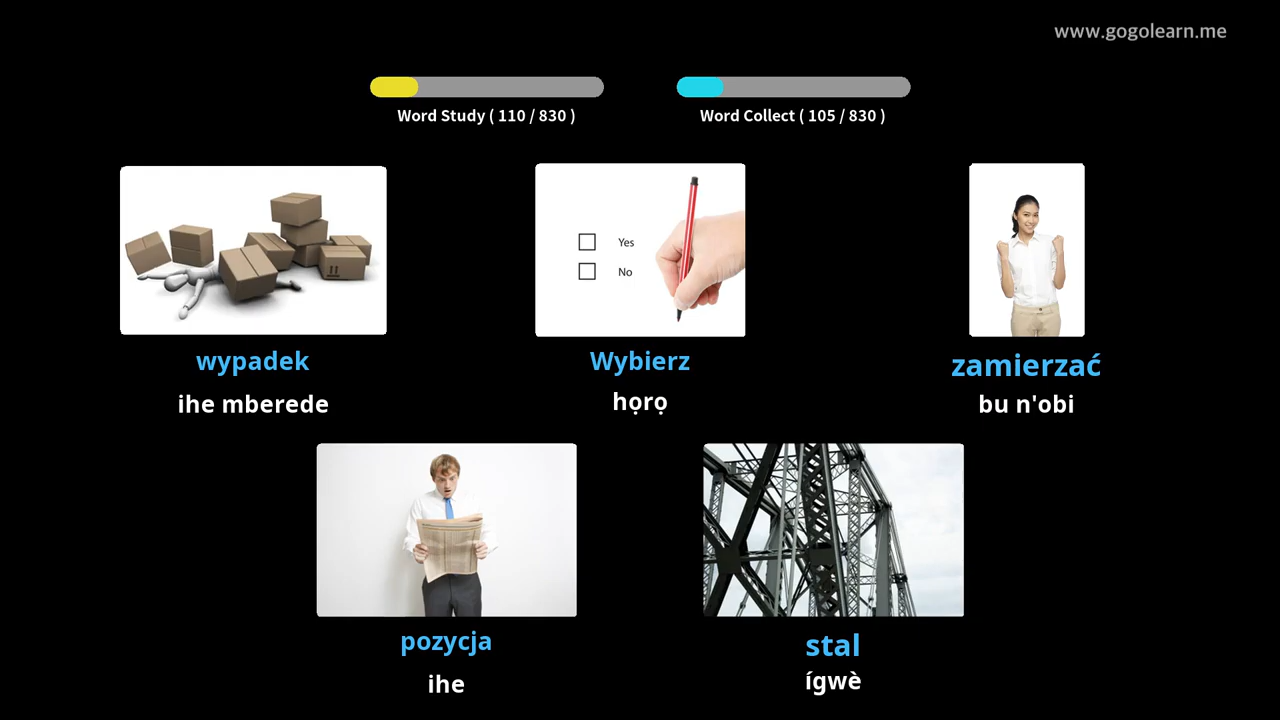 www.gogolearn.me
Word Study ( 110 / 830 )
Word Collect ( 105 / 830 )
Yes
No
wypadek
Wybierz
zamierzać
ihe mberede
họrọ
bu n'obi
pozycja
stal
ihe
ígwè